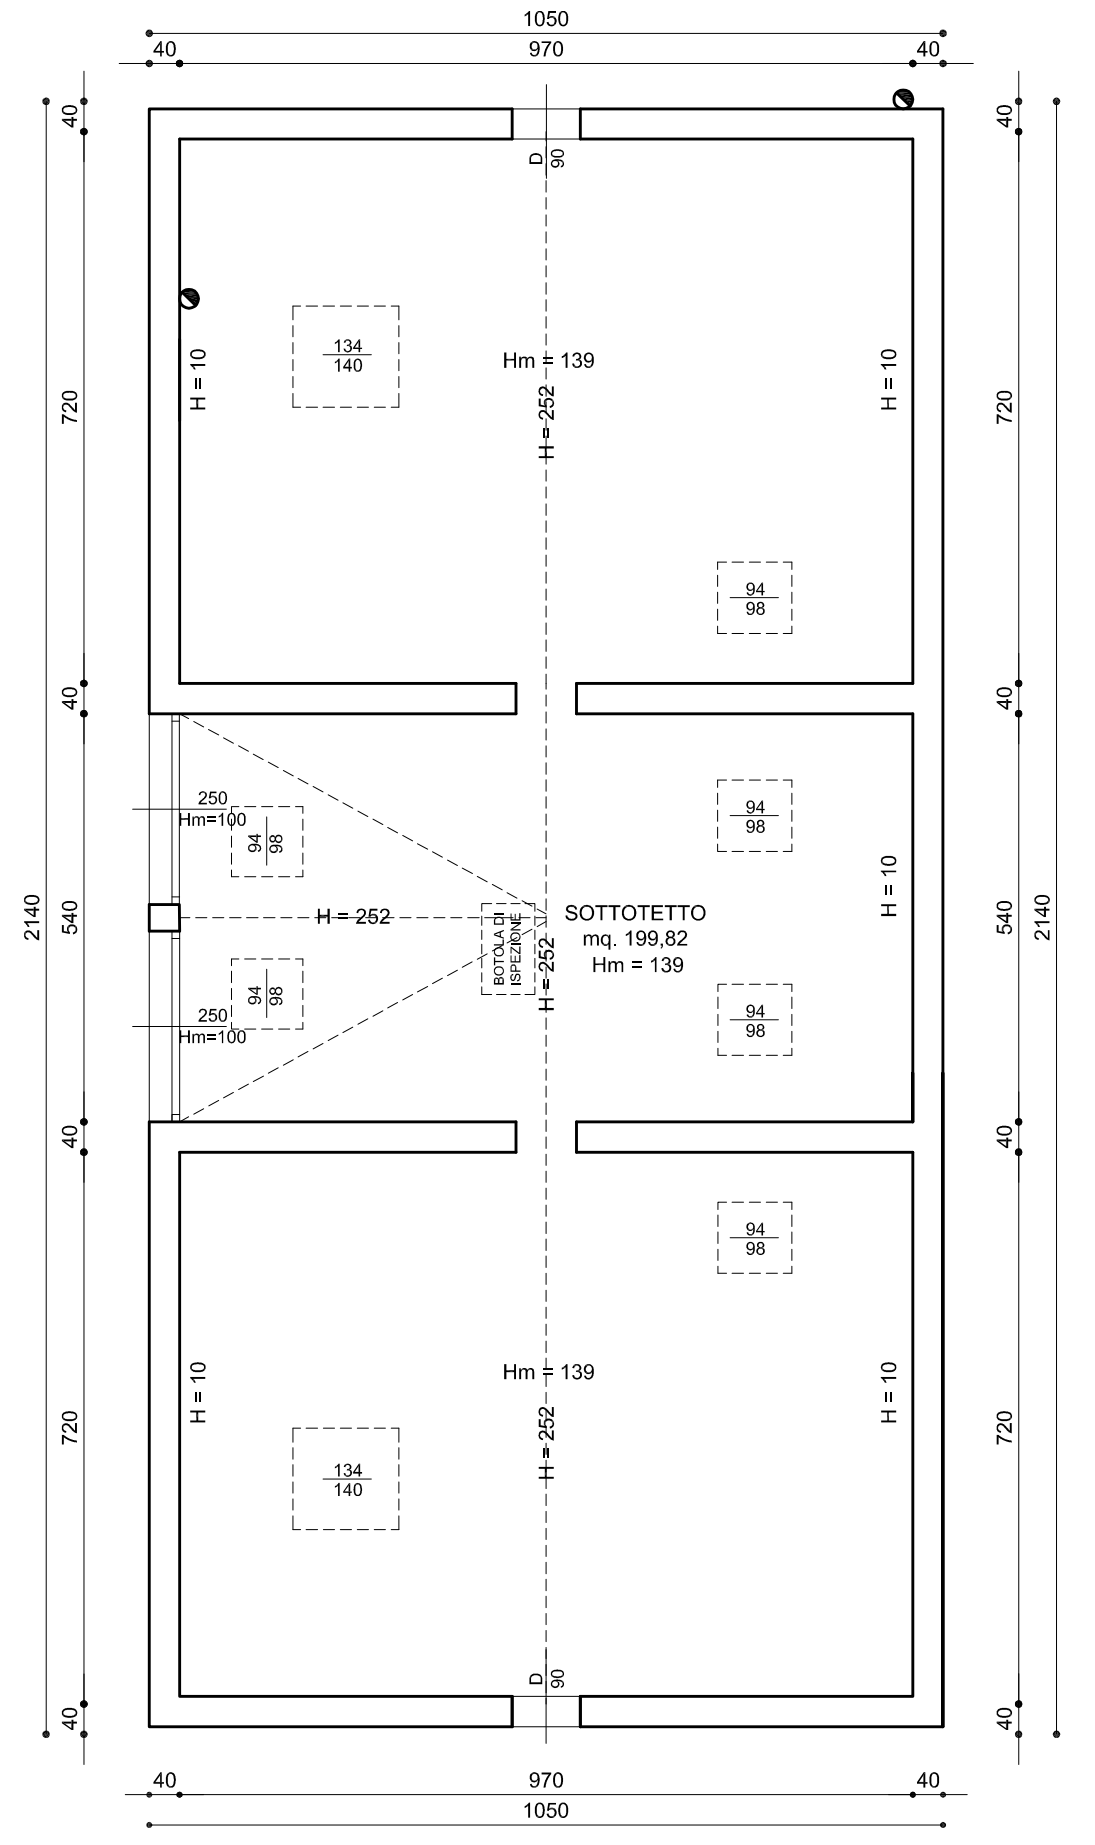 1050
40 970 40
40 40
D 90
134
140
Hm = 139
H = 10 H = 252 H = 10
720 720
94
98
40 40
250
Hm=100
94
98
94
98
H = 10
2140 540 H = 252 SOTTOTETTO 540 2140
mq. 199,82
Hm = 139
BOTOLA DI
ISPEZIONE
H = 252
94
98
250
Hm=100
94
98
40 40
94
98
Hm = 139
H = 10 H = 252 H = 10
720 720
134
140
D 90
40 40
40 970 40
1050